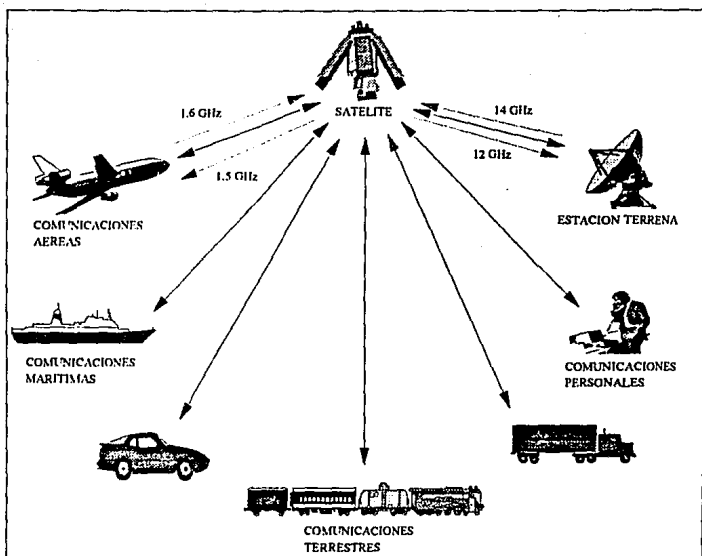 1.6 GHz
SATELITE
14 GHz
12 GHz
1.5 GHz
COMUNICACIONES
AEREAS
ESTACION TERRENA
COMUNICACIONES
MARITIMAS
COMUNICACIONES
PERSONALES
COMUNICACIONES
TERRESTRES